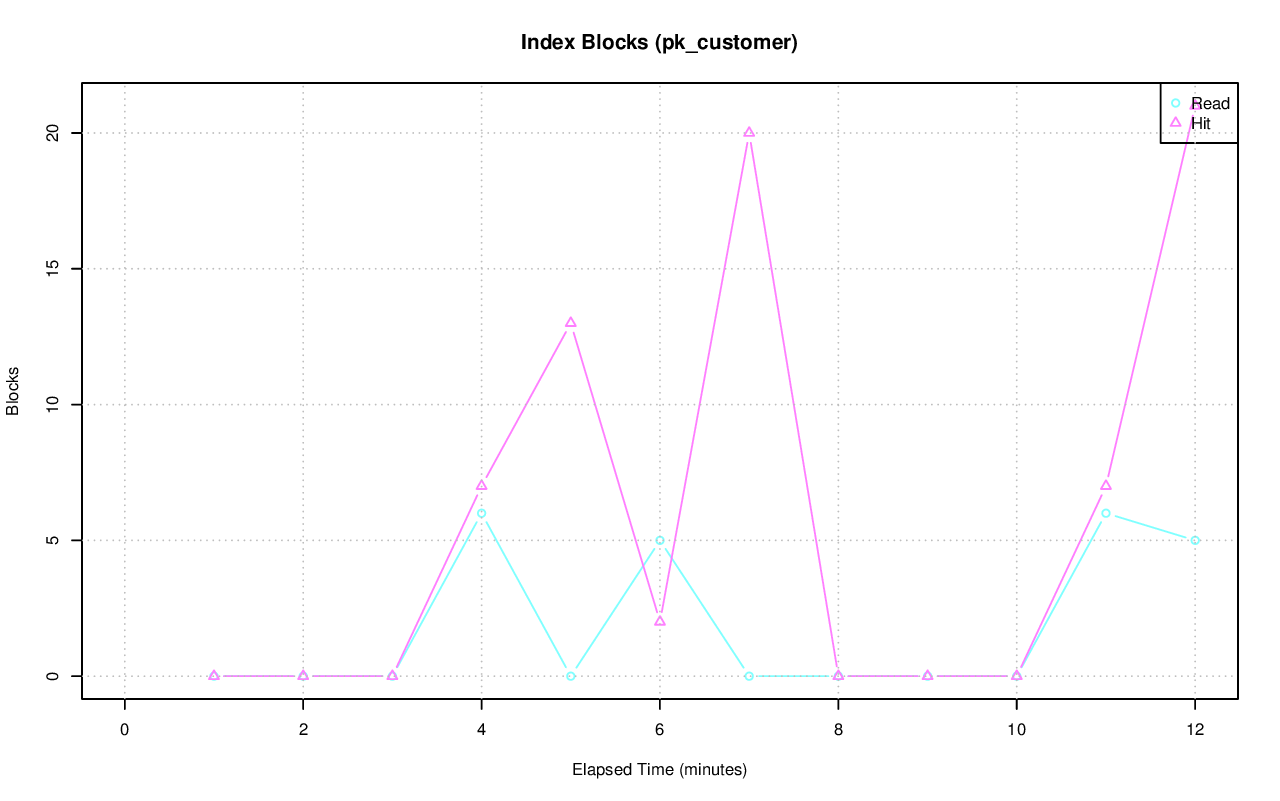 Index Blocks (pk_customer)
Read
Hit
Blocks
20
15
10
5
0
0 2 4 6 8 10 12
Elapsed Time (minutes)